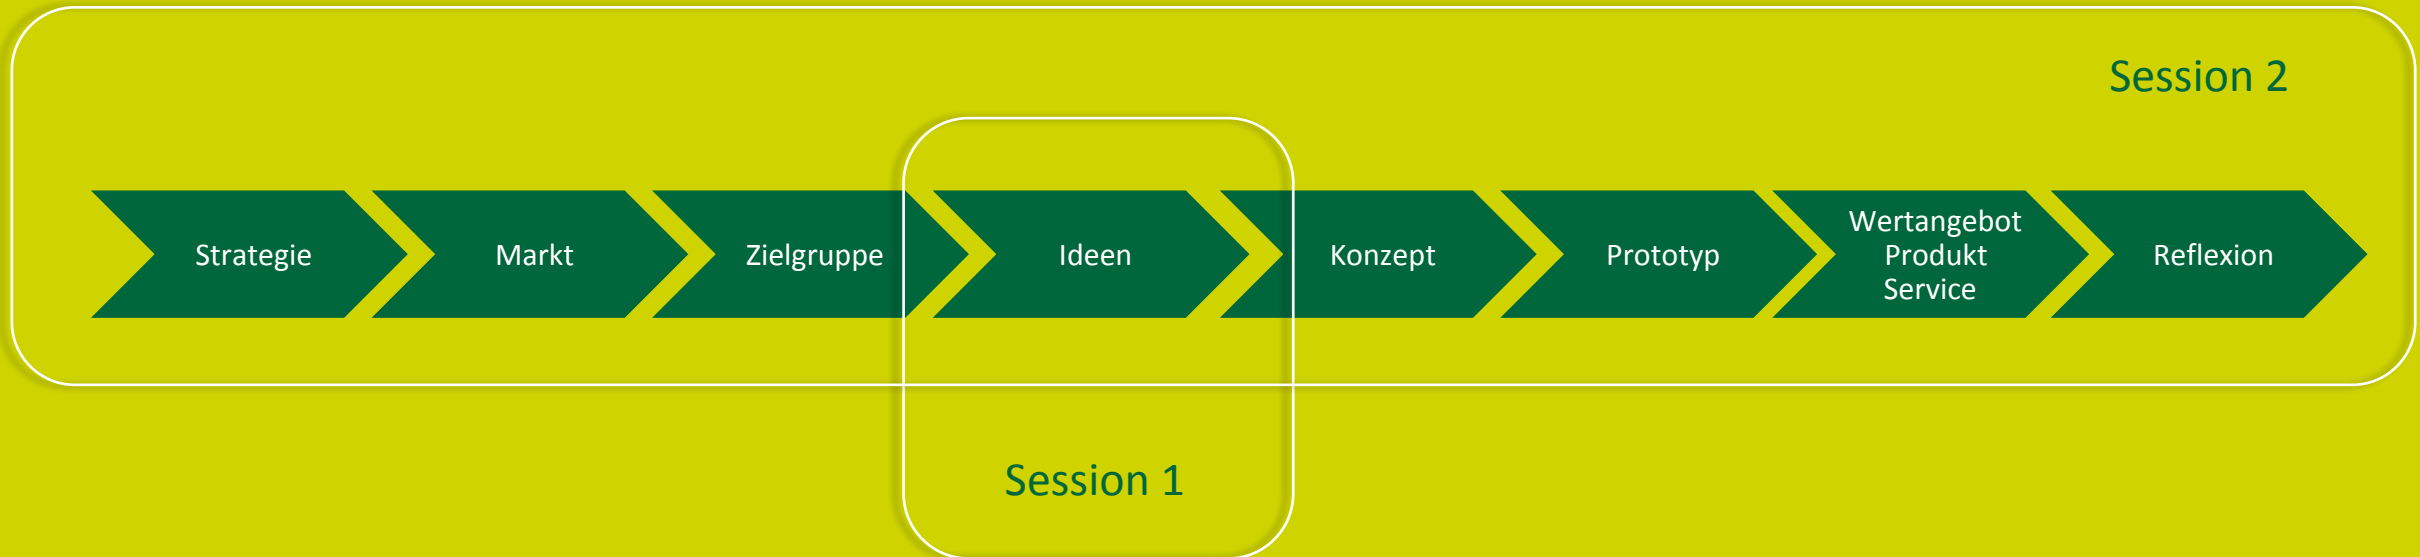 Session 2
Strategie
Markt
Zielgruppe
Ideen
Konzept
Prototyp
Wertangebot
Produkt
Service
Reflexion
Session 1